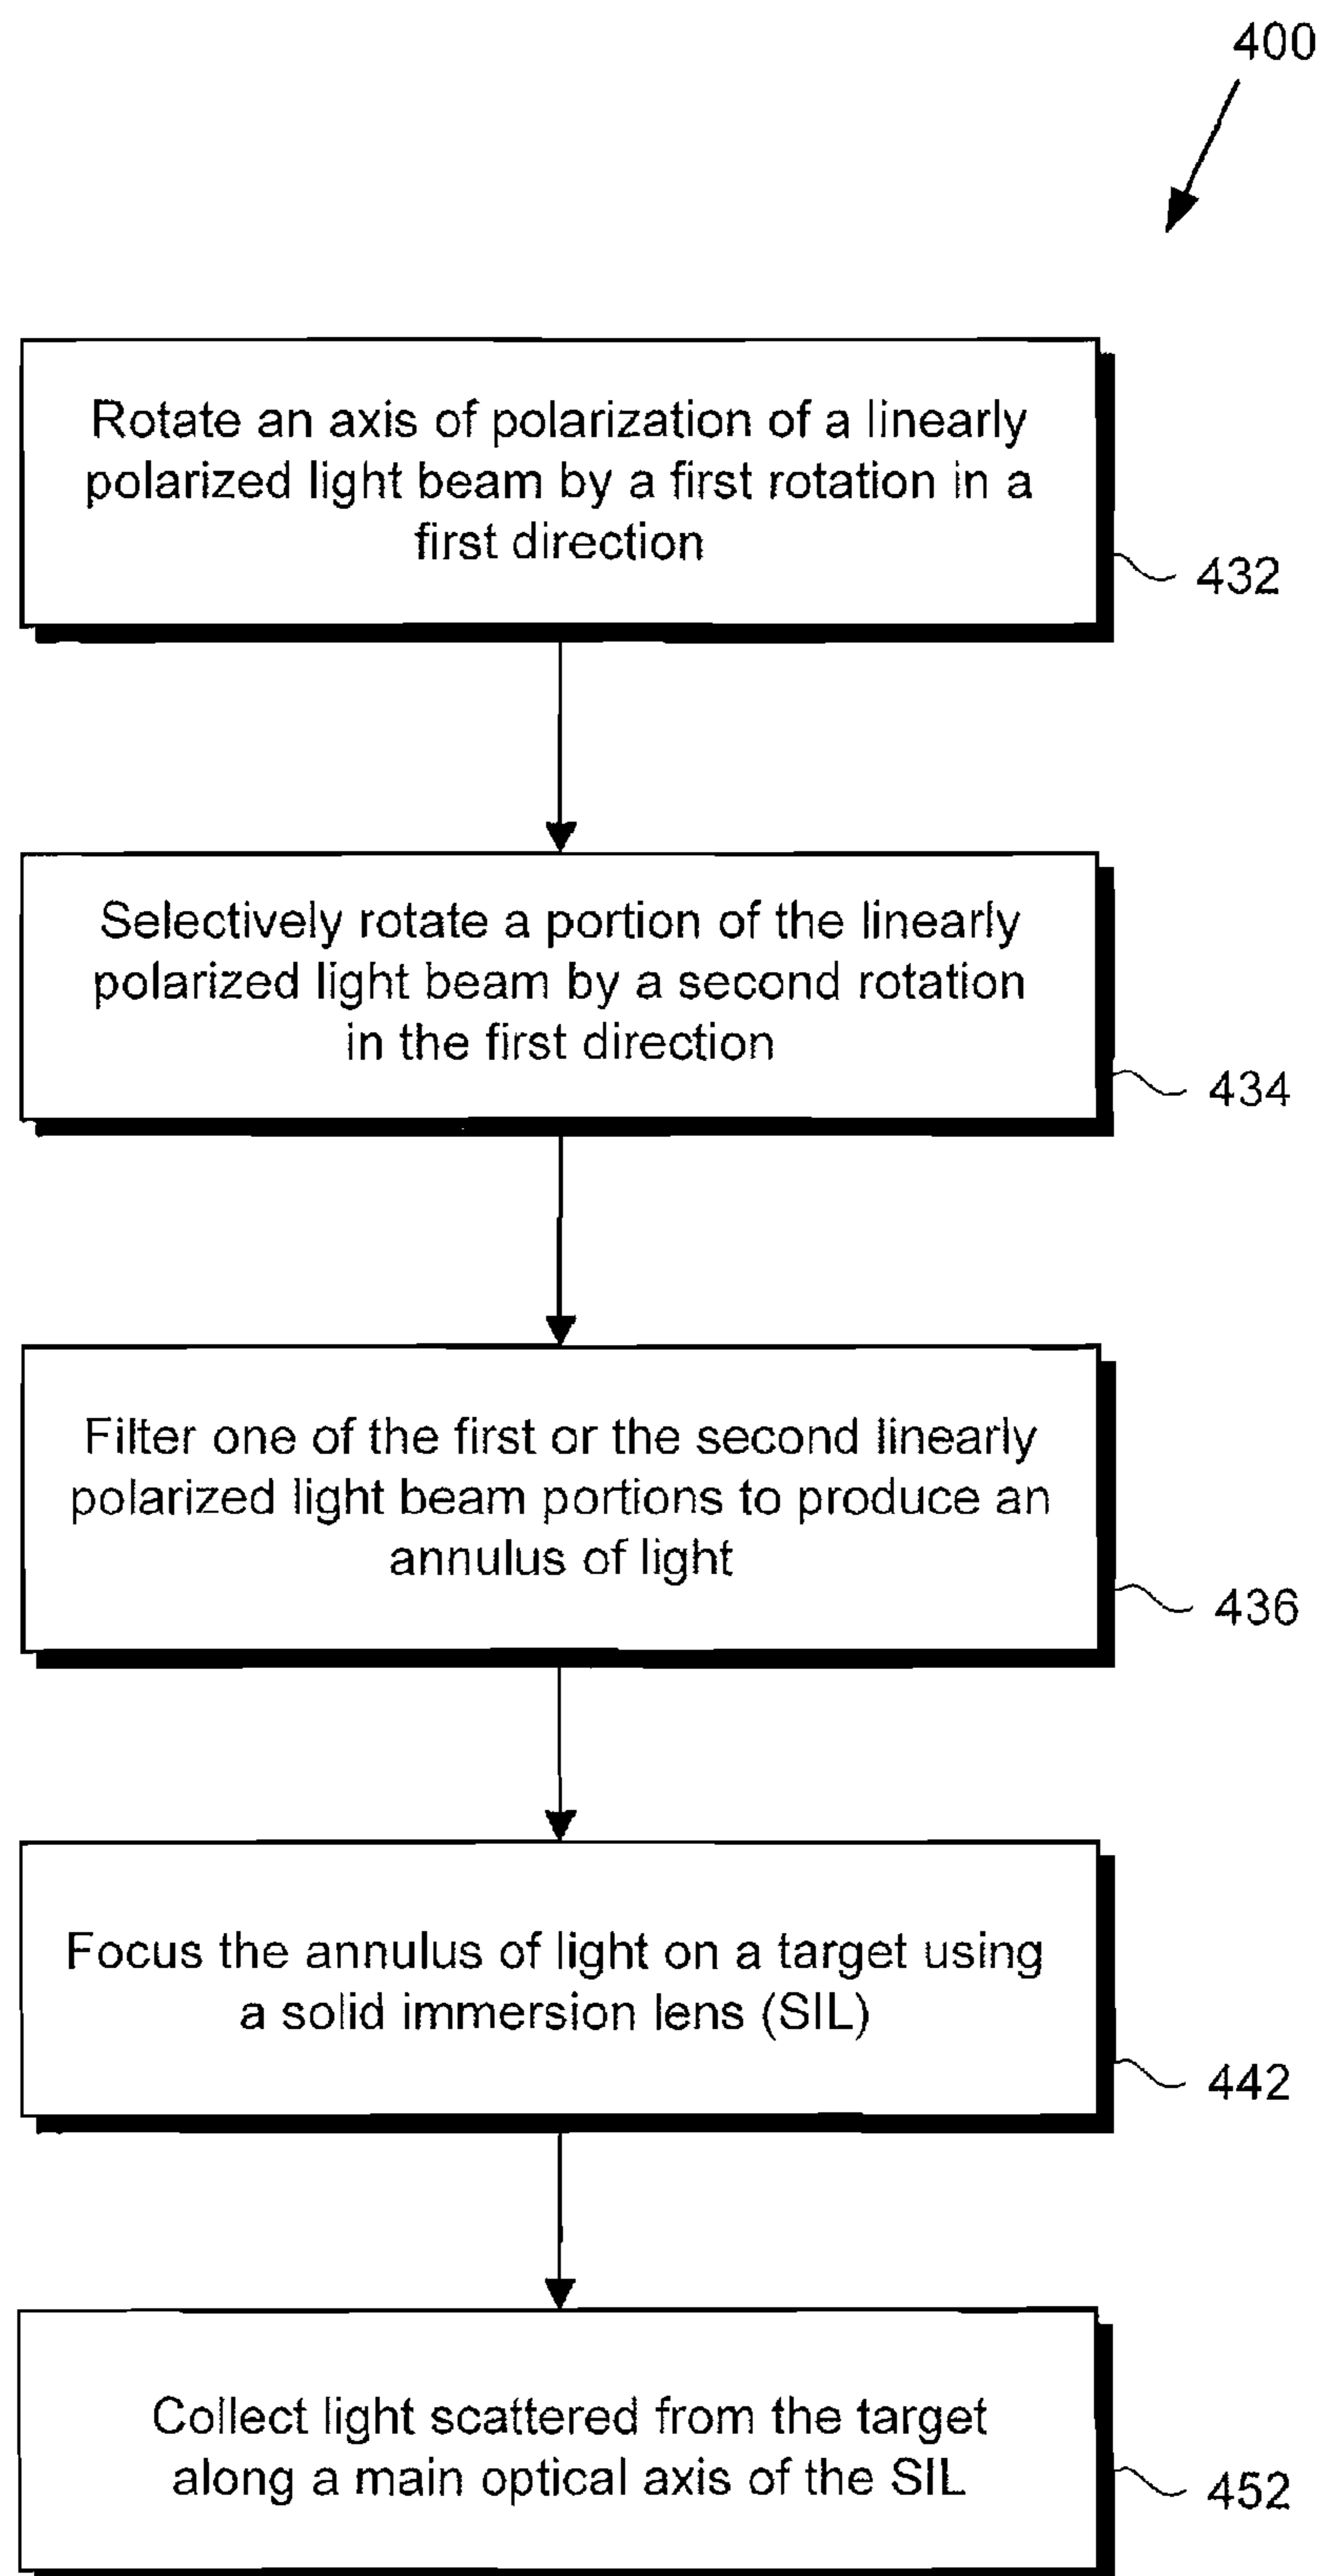 400
Rotate an axis of polarization of a linearly
polarized light beam by a first rotation in a
first direction
432
Selectively rotate a portion of the linearly
polarized light beam by a second rotation
in the first direction
434
Filter one of the first or the second linearly
polarized light beam portions to produce an
annulus of light
436
Focus the annulus of light on a target using
a solid immersion lens (SIL)
442
Collect light scattered from the target
along a main optical axis of the SIL
452